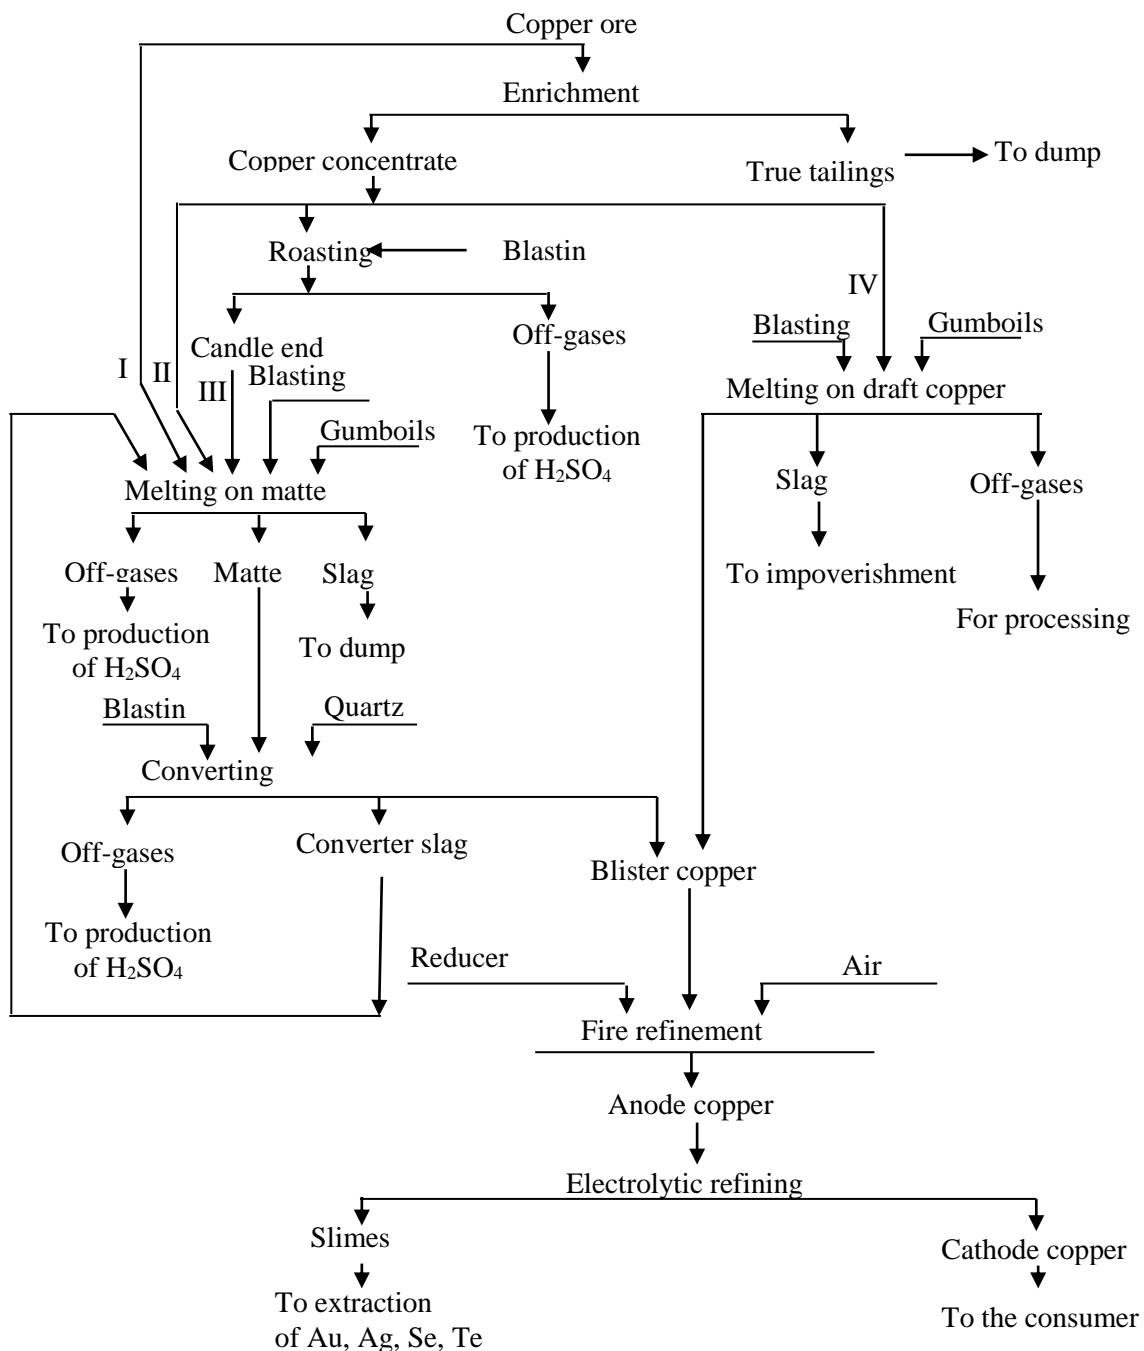 Copper ore
Enrichment
Copper concentrate
True tailings
To dump
Roasting
Blastin
IV
Candle end
Off-gases
Blasting
Gumboils
I
II
III
Blasting
Gumboils
To production
of H₂SO₄
Melting on draft copper
Melting on matte
Slag
Off-gases
Off-gases
Matte
Slag
To impoverishment
For processing
To production
of H₂SO₄
To dump
Blastin
Quartz
Converting
Off-gases
Converter slag
Blister copper
To production
of H₂SO₄
Reducer
Air
Fire refinement
Anode copper
Electrolytic refining
Slimes
Cathode copper
To extraction
of Au, Ag, Se, Te
To the consumer